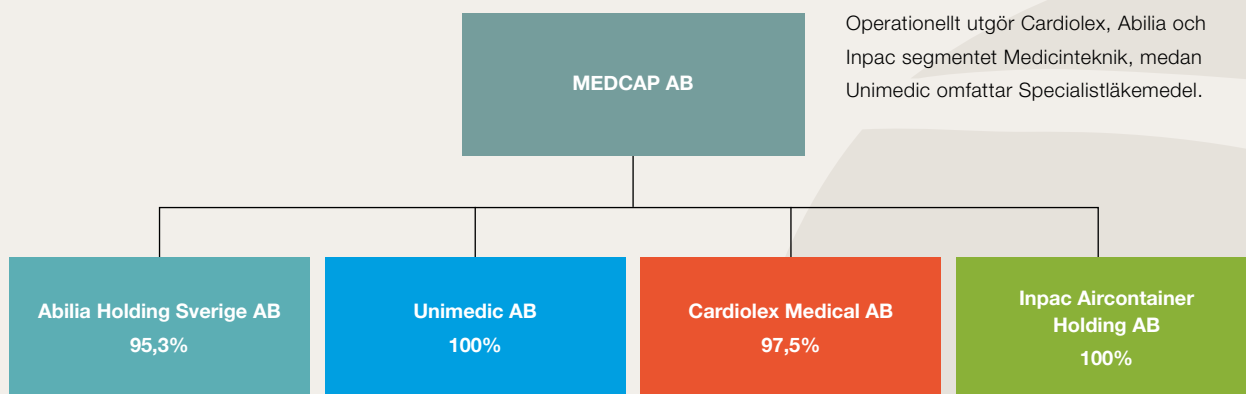 MEDCAP AB
Operationellt utgör Cardiolex, Abilia och
Inpac segmentet Medicinteknik, medan
Unimedic omfattar Specialistläkemedel.
Abilia Holding Sverige AB
95,3%
Unimedic AB
100%
Cardiolex Medical AB
97,5%
Inpac Aircontainer
Holding AB
100%